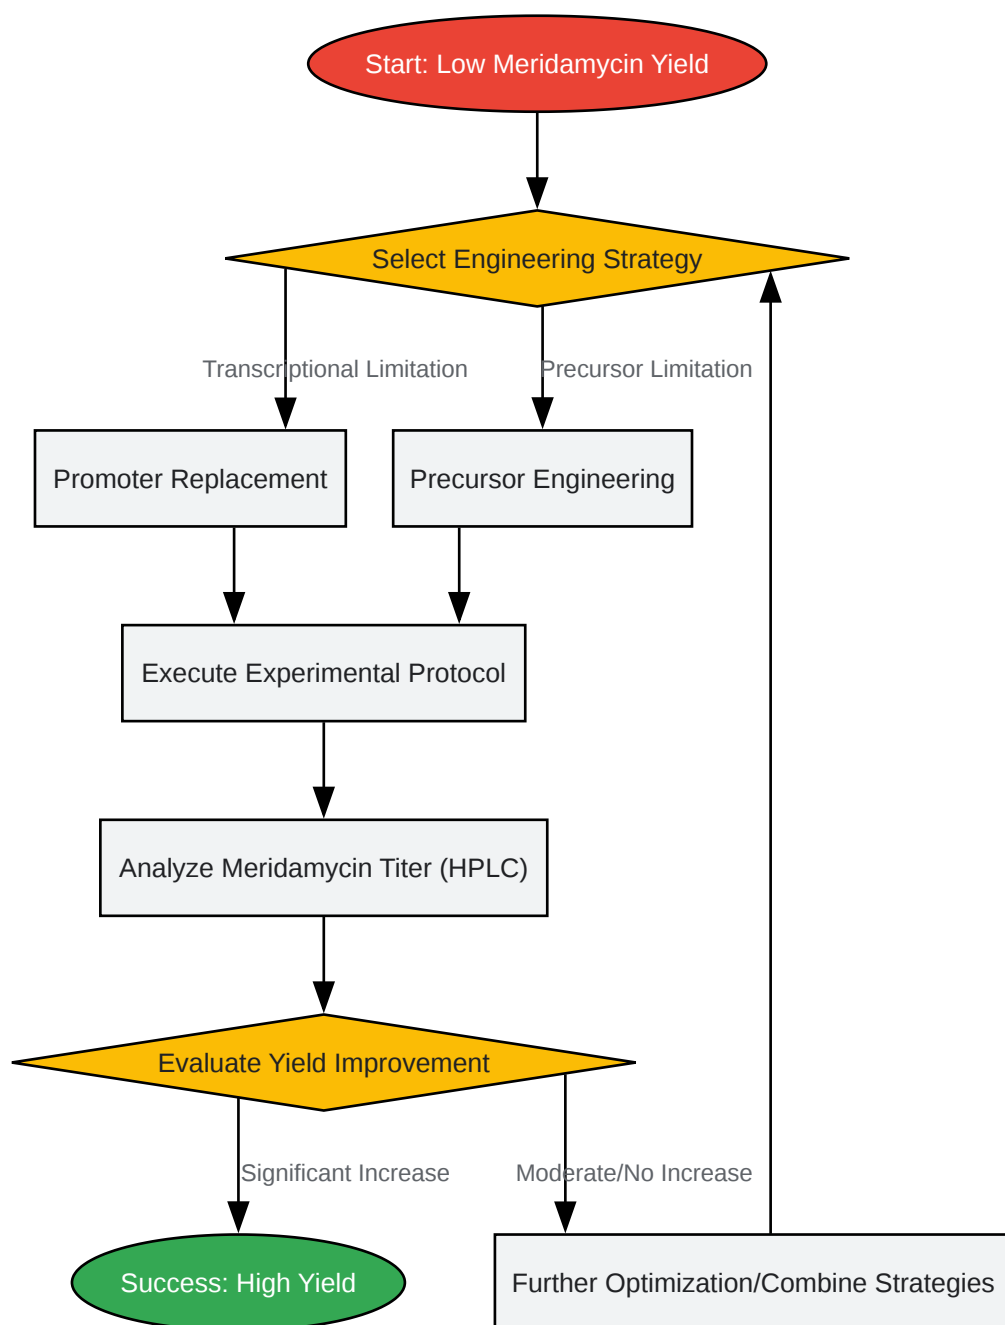 Start: Low Meridamycin Yield
Select Engineering Strategy
Transcriptional Limitation
Precursor Limitation
Promoter Replacement
Precursor Engineering
Execute Experimental Protocol
Analyze Meridamycin Titer (HPLC)
Evaluate Yield Improvement
Significant Increase
Moderate/No Increase
Success: High Yield
Further Optimization/Combine Strategies